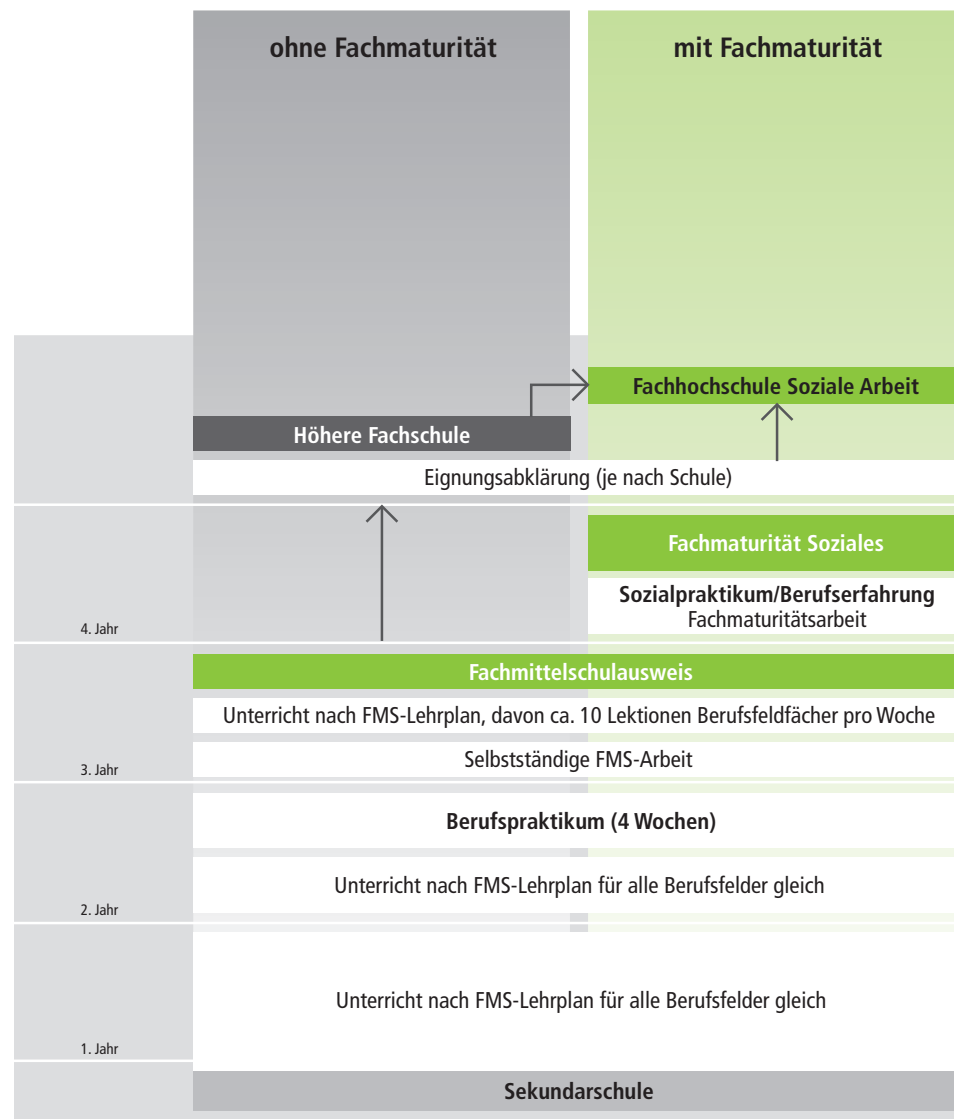 ohne Fachmaturität
mit Fachmaturität
Fachhochschule Soziale Arbeit
Höhere Fachschule
Eignungsabklärung (je nach Schule)
Fachmaturität Soziales
Sozialpraktikum/Berufserfahrung
Fachmaturitätsarbeit
4. Jahr
Fachmittelschulausweis
Unterricht nach FMS-Lehrplan, davon ca. 10 Lektionen Berufsfeldfächer pro Woche
Selbstständige FMS-Arbeit
3. Jahr
Berufspraktikum (4 Wochen)
Unterricht nach FMS-Lehrplan für alle Berufsfelder gleich
2. Jahr
Unterricht nach FMS-Lehrplan für alle Berufsfelder gleich
1. Jahr
Sekundarschule